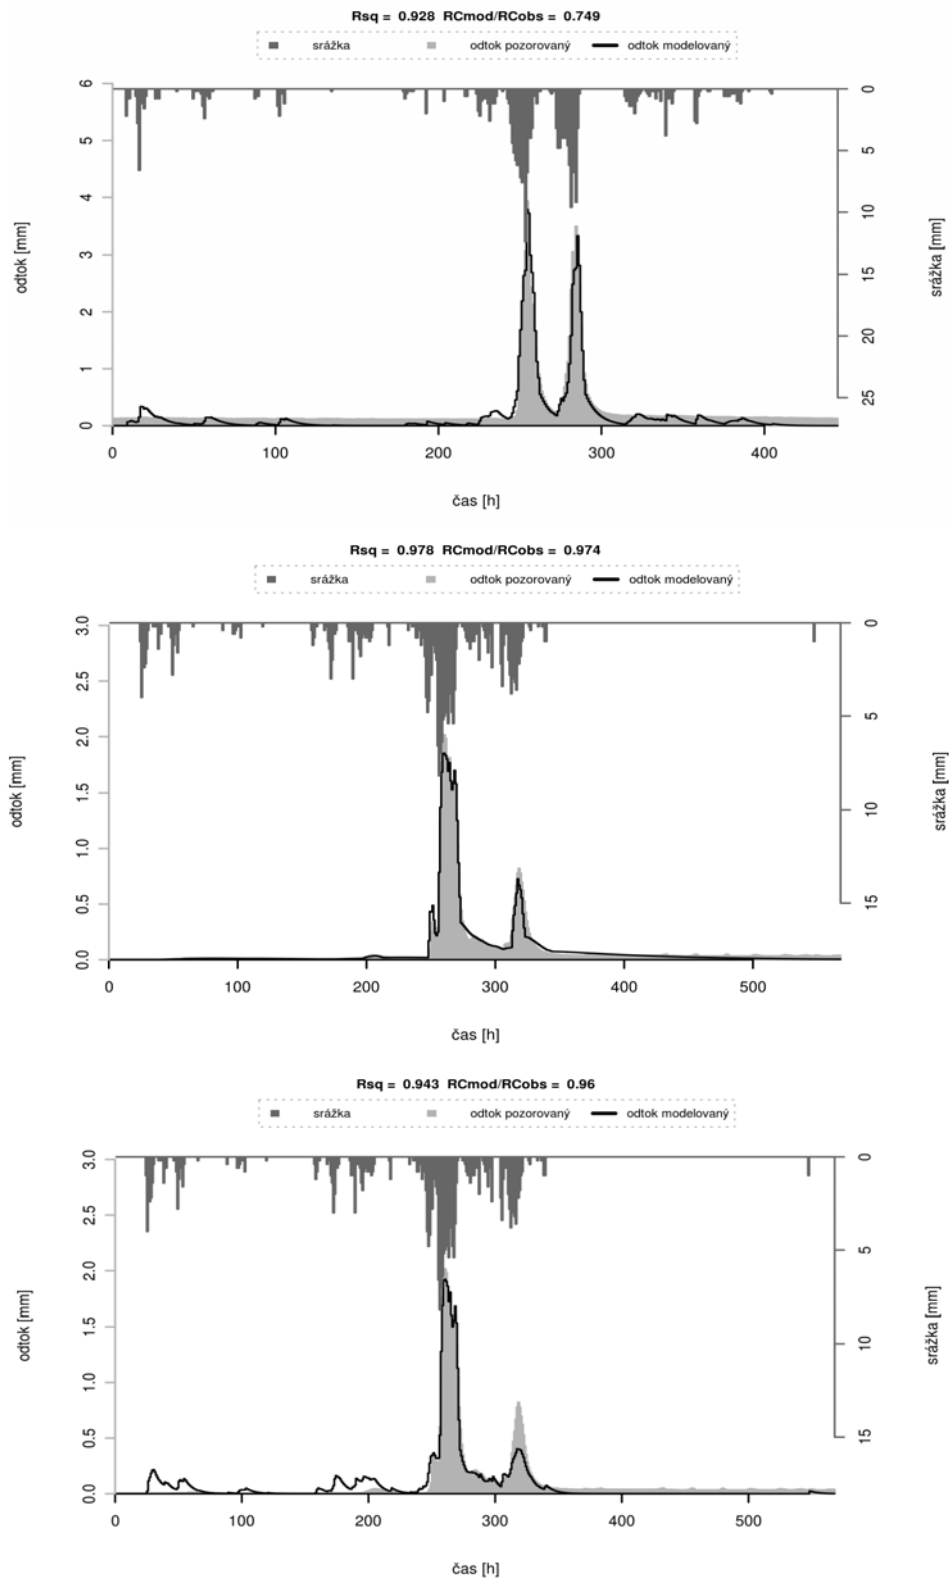 Rsq = 0.928 RCmod/RCobs = 0.749
srážka odtok pozorovaný odtok modelovaný
odtok [mm]
0 1 2 3 4 5 6
srážka [mm]
0 5 10 15 20 25
0 100 200 300 400
čas [h]
Rsq = 0.978 RCmod/RCobs = 0.974
srážka odtok pozorovaný odtok modelovaný
odtok [mm]
0.0 0.5 1.0 1.5 2.0 2.5 3.0
srážka [mm]
0 5 10 15
0 100 200 300 400 500
čas [h]
Rsq = 0.943 RCmod/RCobs = 0.96
srážka odtok pozorovaný odtok modelovaný
odtok [mm]
0.0 0.5 1.0 1.5 2.0 2.5 3.0
srážka [mm]
0 5 10 15
0 100 200 300 400 500
čas [h]